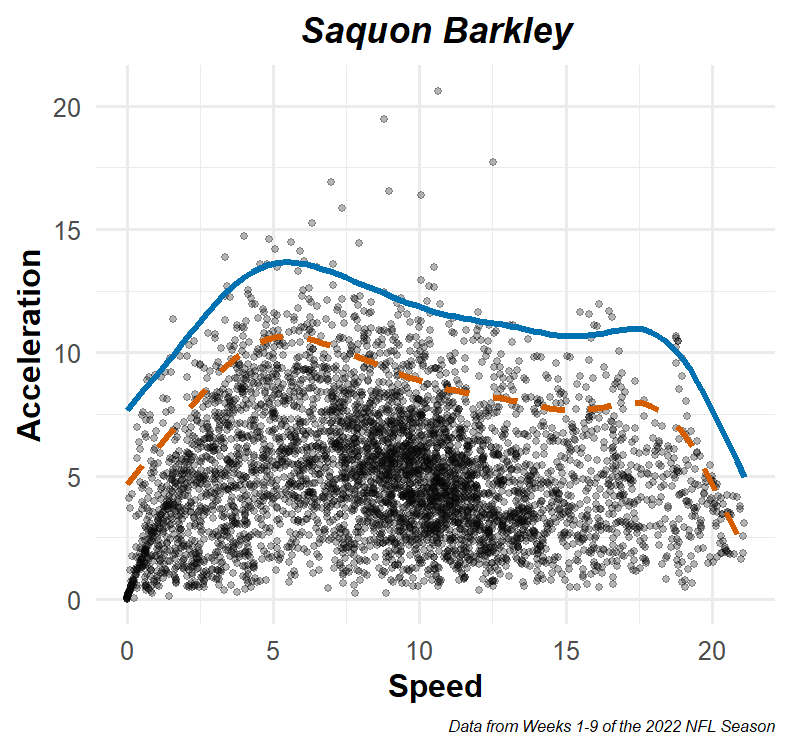 Saquon Barkley
Acceleration
20
15
10
5
0
0 5 10 15 20
Speed
Data from Weeks 1-9 of the 2022 NFL Season